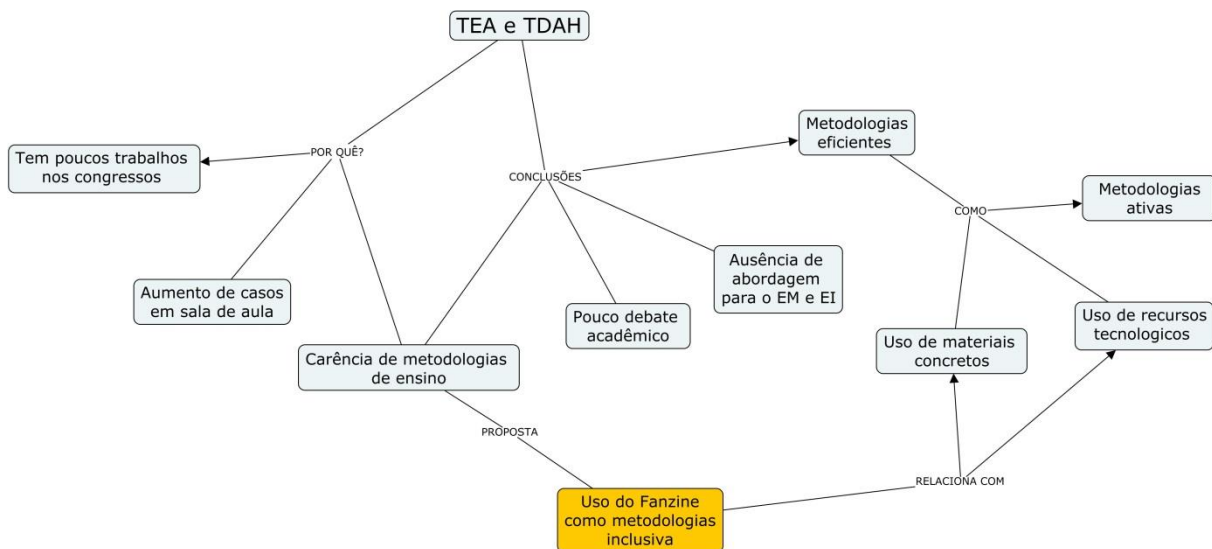 TEA e TDAH
Metodologias
eficientes
POR QUÊ?
Tem poucos trabalhos
nos congressos
CONCLUSÕES
Metodologias
ativas
COMO
Ausência de
abordagem
para o EM e EI
Aumento de casos
em sala de aula
Pouco debate
acadêmico
Uso de recursos
tecnologicos
Uso de materiais
concretos
Carência de metodologias
de ensino
PROPOSTA
RELACIONA COM
Uso do Fanzine
como metodologias
inclusiva